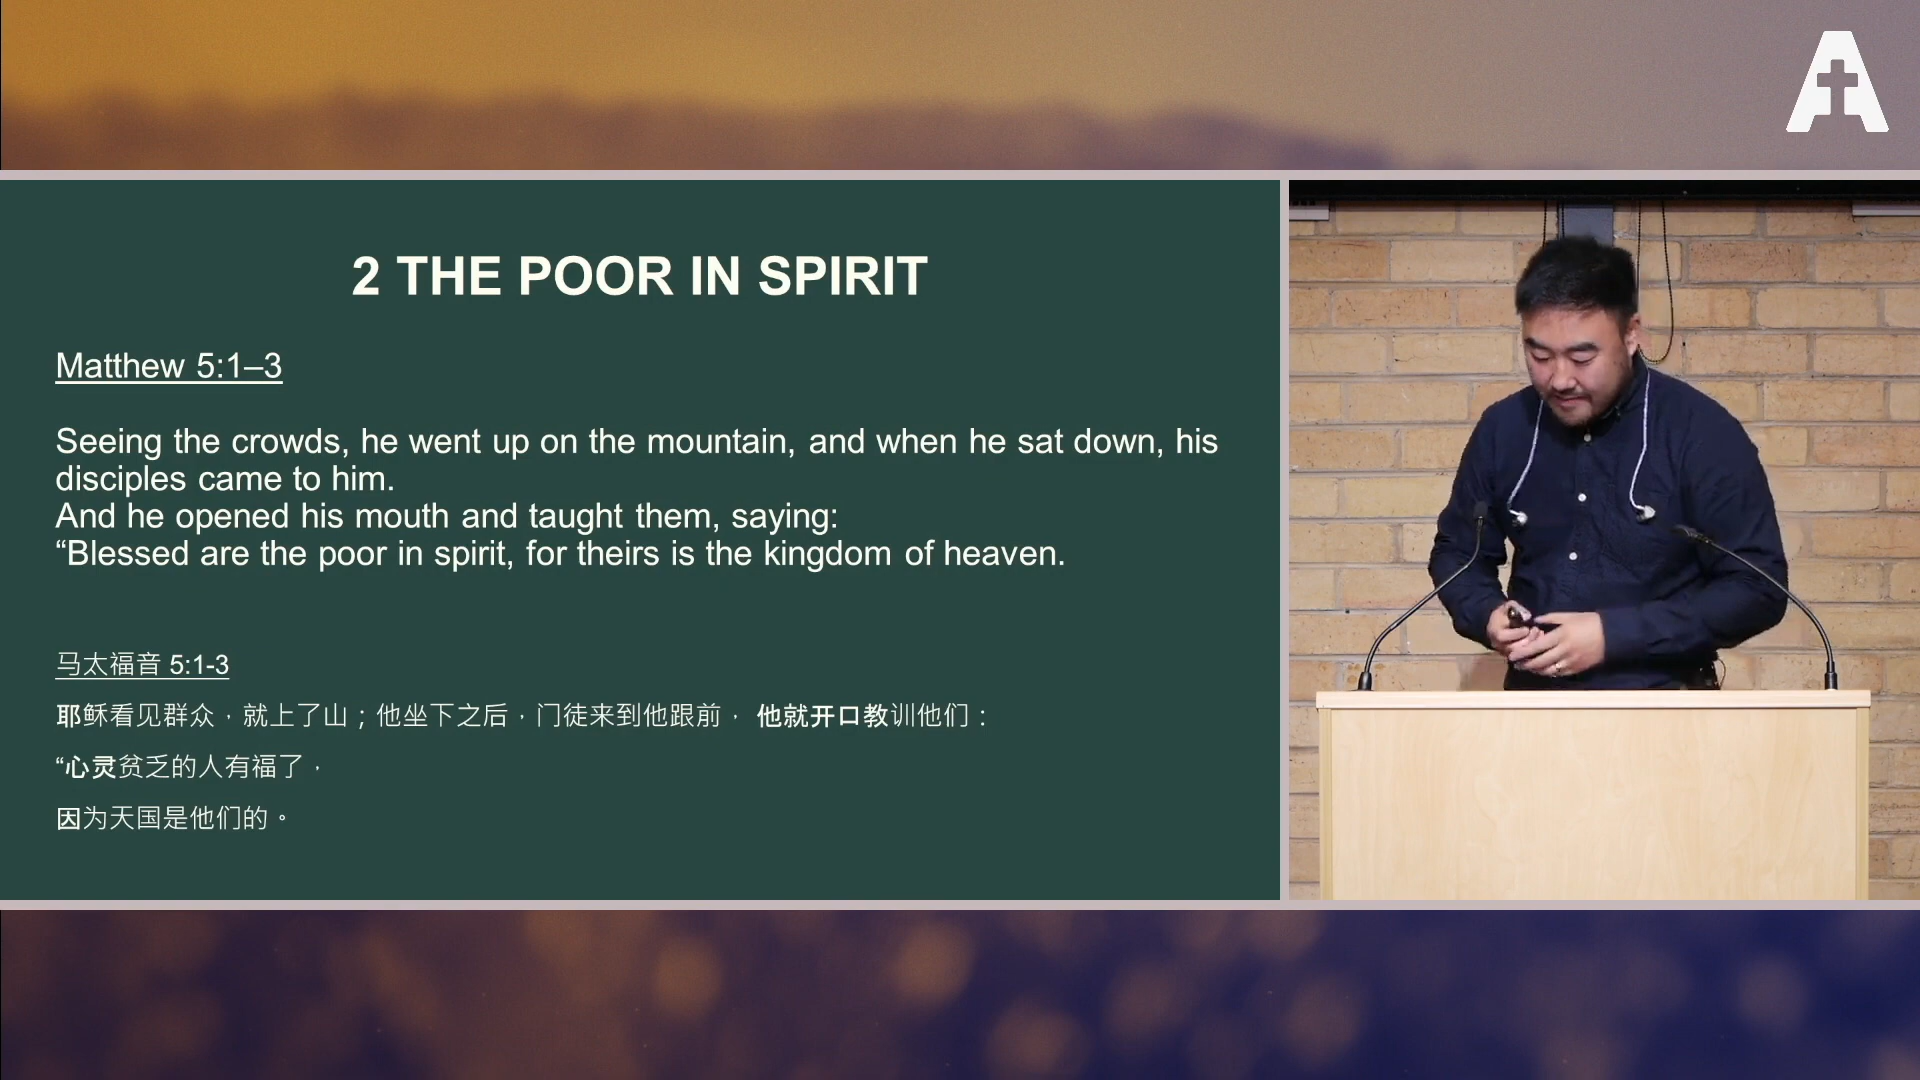 A
2 THE POOR IN SPIRIT
Matthew 5:1–3
Seeing the crowds, he went up on the mountain, and when he sat down, his
disciples came to him.
And he opened his mouth and taught them, saying:
“Blessed are the poor in spirit, for theirs is the kingdom of heaven.
马太福音 5:1-3
耶稣看见群众，就上了山；他坐下之后，门徒来到他跟前， 他就开口教训他们：
“心灵贫乏的人有福了，
因为天国是他们的。